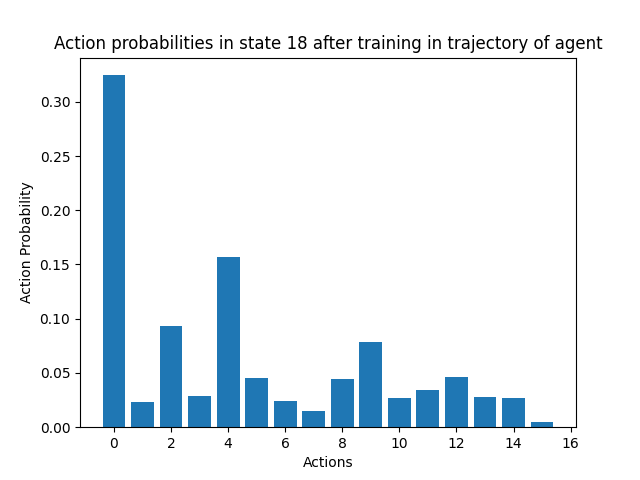 Action probabilities in state 18 after training in trajectory of agent
0.30
0.25
0.20
0.15
0.10
0.05
0.00
Action Probability
0 2 4 6 8 10 12 14 16
Actions